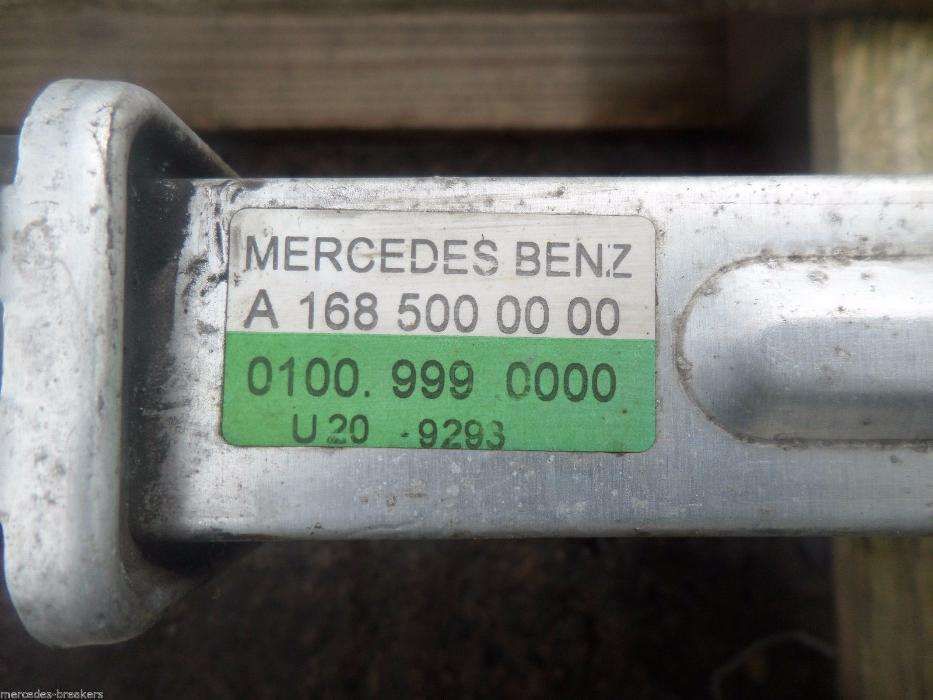 MERCEDES BENZ
A 168 500 00 00
0100. 999 0000
U 20 -9293
mercedes-breakers